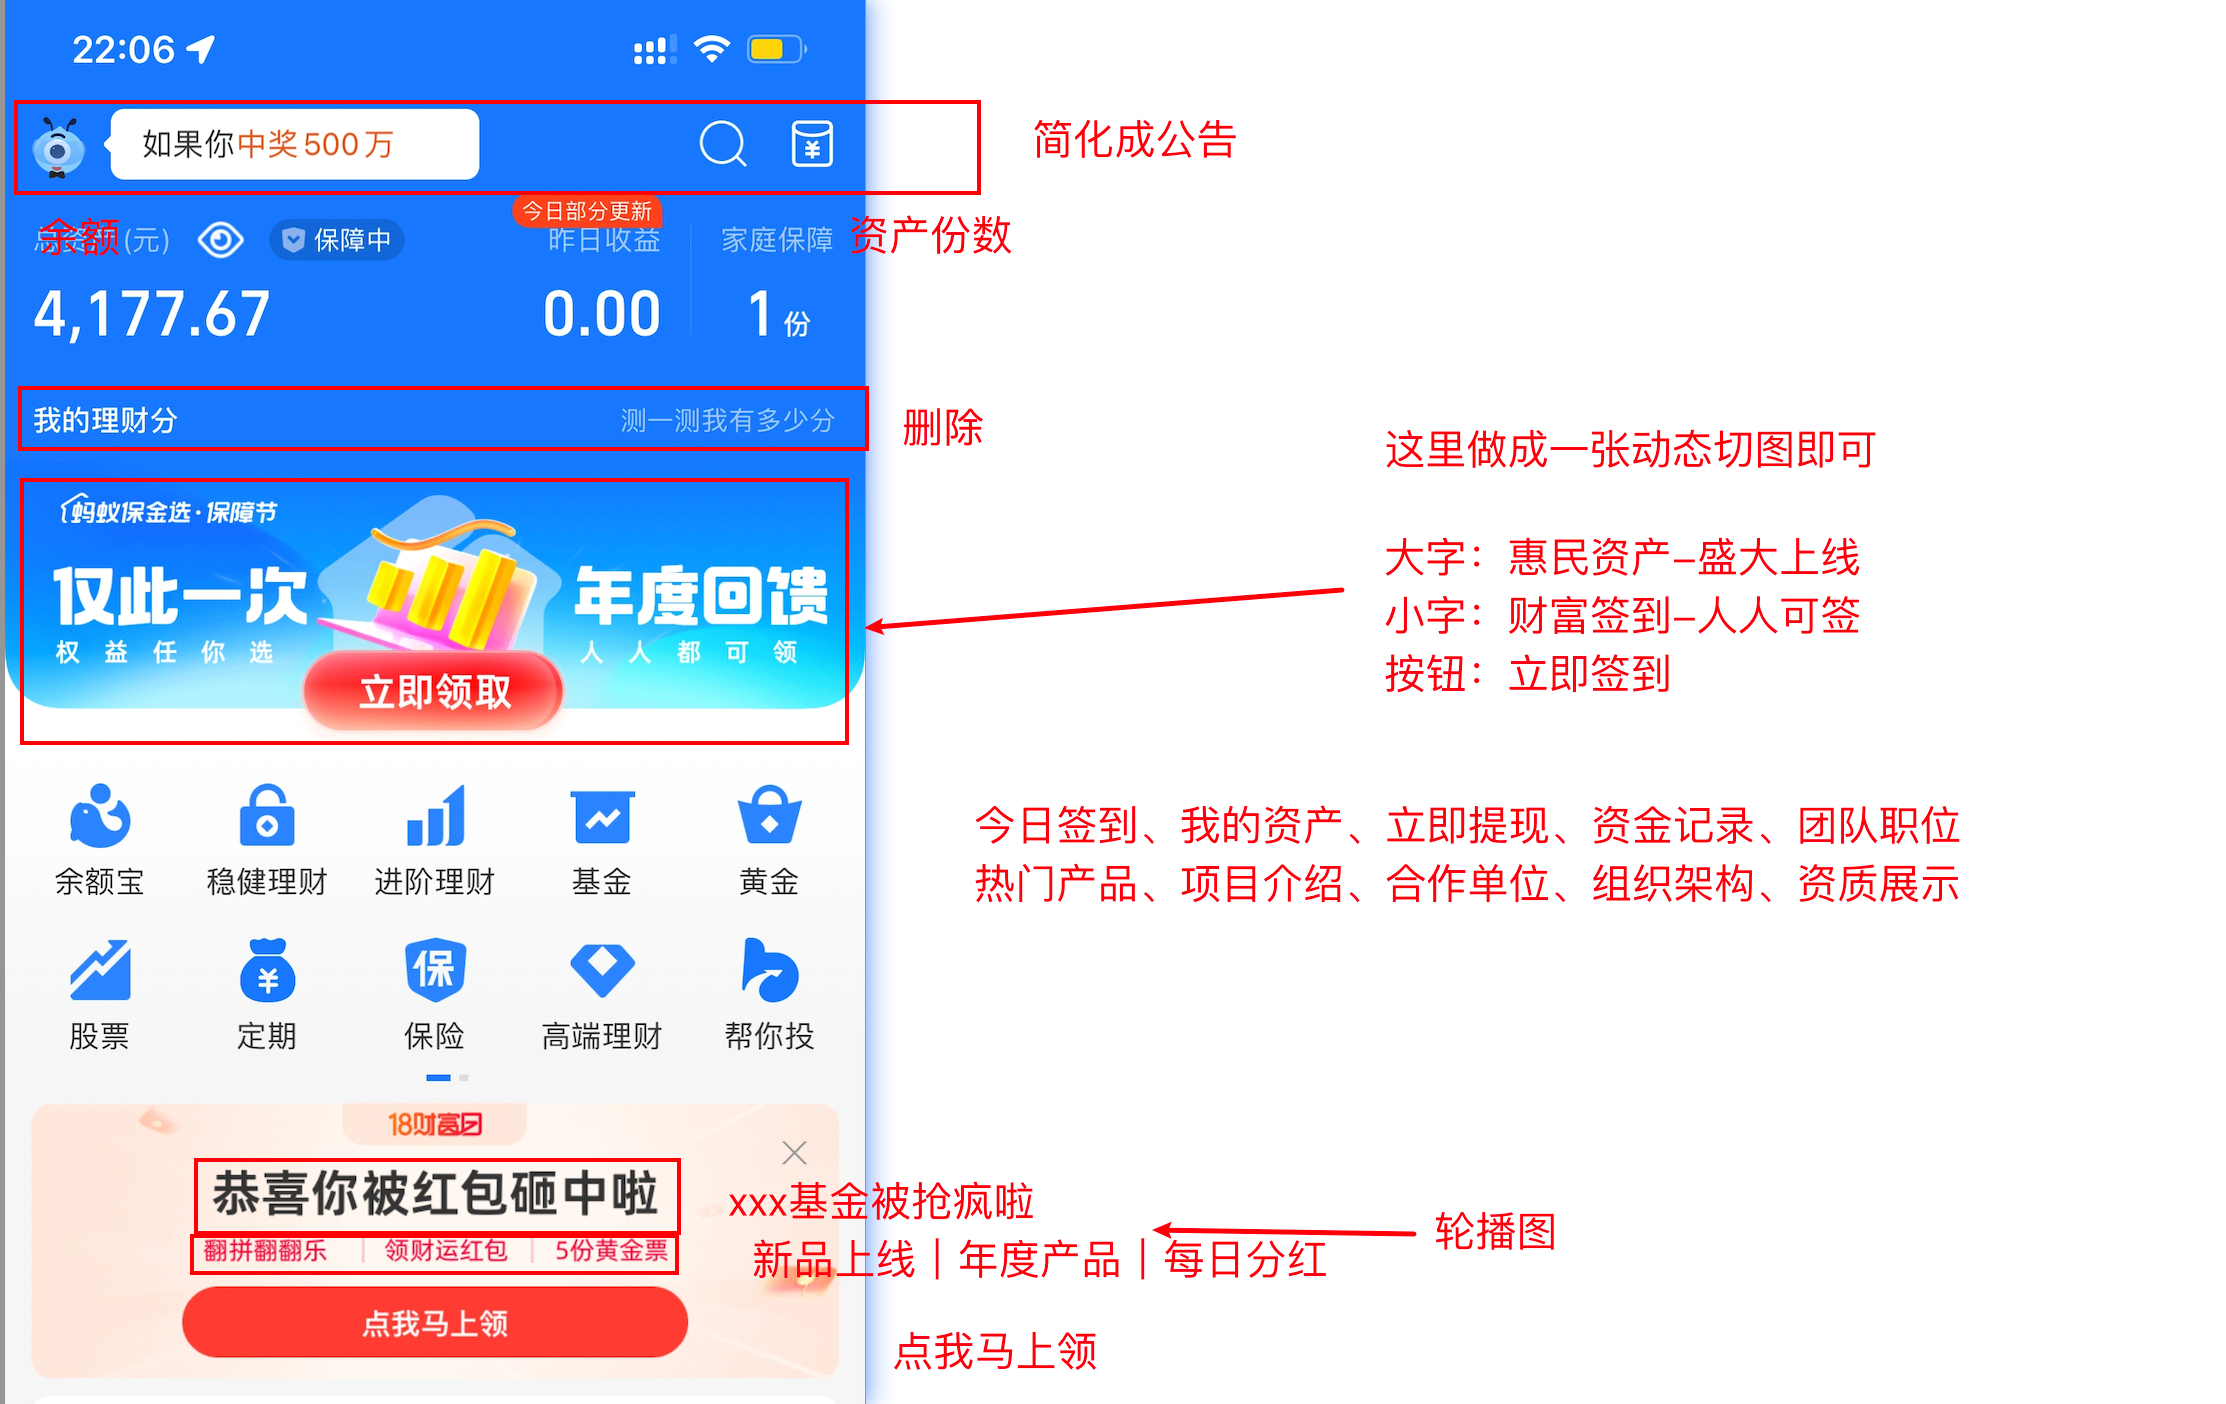 22:06
如果你中奖500万
简化成公告
今日部分更新
余额
(元)
保障中
昨日收益
家庭保障
资产份数
4,177.67
0.00
1份
我的理财分
测一测我有多少分
删除
这里做成一张动态切图即可
蚂蚁保金选·保障节
大字：惠民资产–盛大上线
仅此一次
年度回馈
小字：财富签到–人人可签
权益任你选
人人都可领
按钮：立即签到
立即领取
今日签到、我的资产、立即提现、资金记录、团队职位
热门产品、项目介绍、合作单位、组织架构、资质展示
余额宝
稳健理财
进阶理财
基金
黄金
保
股票
定期
保险
高端理财
帮你投
18财富日
恭喜你被红包砸中啦
xxx基金被抢疯啦
轮播图
翻拼翻翻乐 | 领财运红包 | 5份黄金票
新品上线｜年度产品｜每日分红
点我马上领
点我马上领